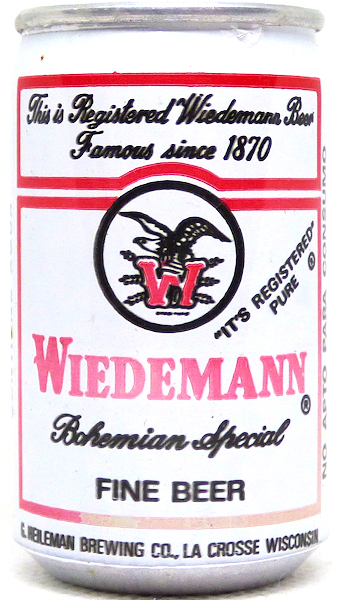 This is Registered Wiedemann Beer
Famous since 1870
W
"IT'S REGISTERED"
PURE ®
WIEDEMANN®
Bohemian Special
FINE BEER
G. HEILEMAN BREWING CO., LA CROSSE WISCONSIN
NO APTO PARA CONSUMO